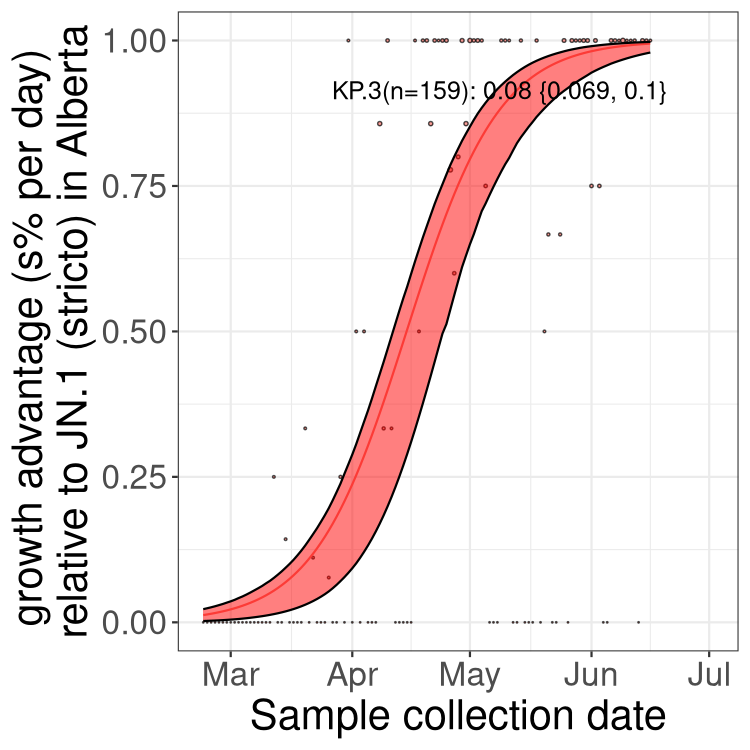 growth advantage (s% per day)
relative to JN.1 (stricto) in Alberta
1.00
0.75
0.50
0.25
0.00
KP.3(n=159): 0.08 {0.069, 0.1}
Mar Apr May Jun Jul
Sample collection date